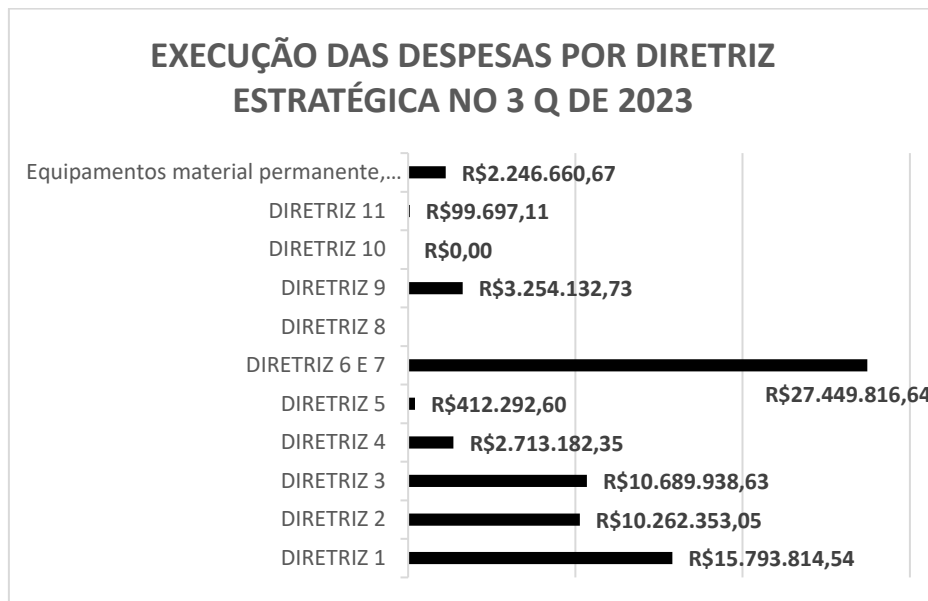 EXECUÇÃO DAS DESPESAS POR DIRETRIZ
ESTRATÉGICA NO 3 Q DE 2023
Equipamentos material permanente,... R$2.246.660,67
DIRETRIZ 11 R$99.697,11
DIRETRIZ 10 R$0,00
DIRETRIZ 9 R$3.254.132,73
DIRETRIZ 8
DIRETRIZ 6 E 7
R$27.449.816,64
DIRETRIZ 5 R$412.292,60
DIRETRIZ 4 R$2.713.182,35
DIRETRIZ 3 R$10.689.938,63
DIRETRIZ 2 R$10.262.353,05
DIRETRIZ 1 R$15.793.814,54